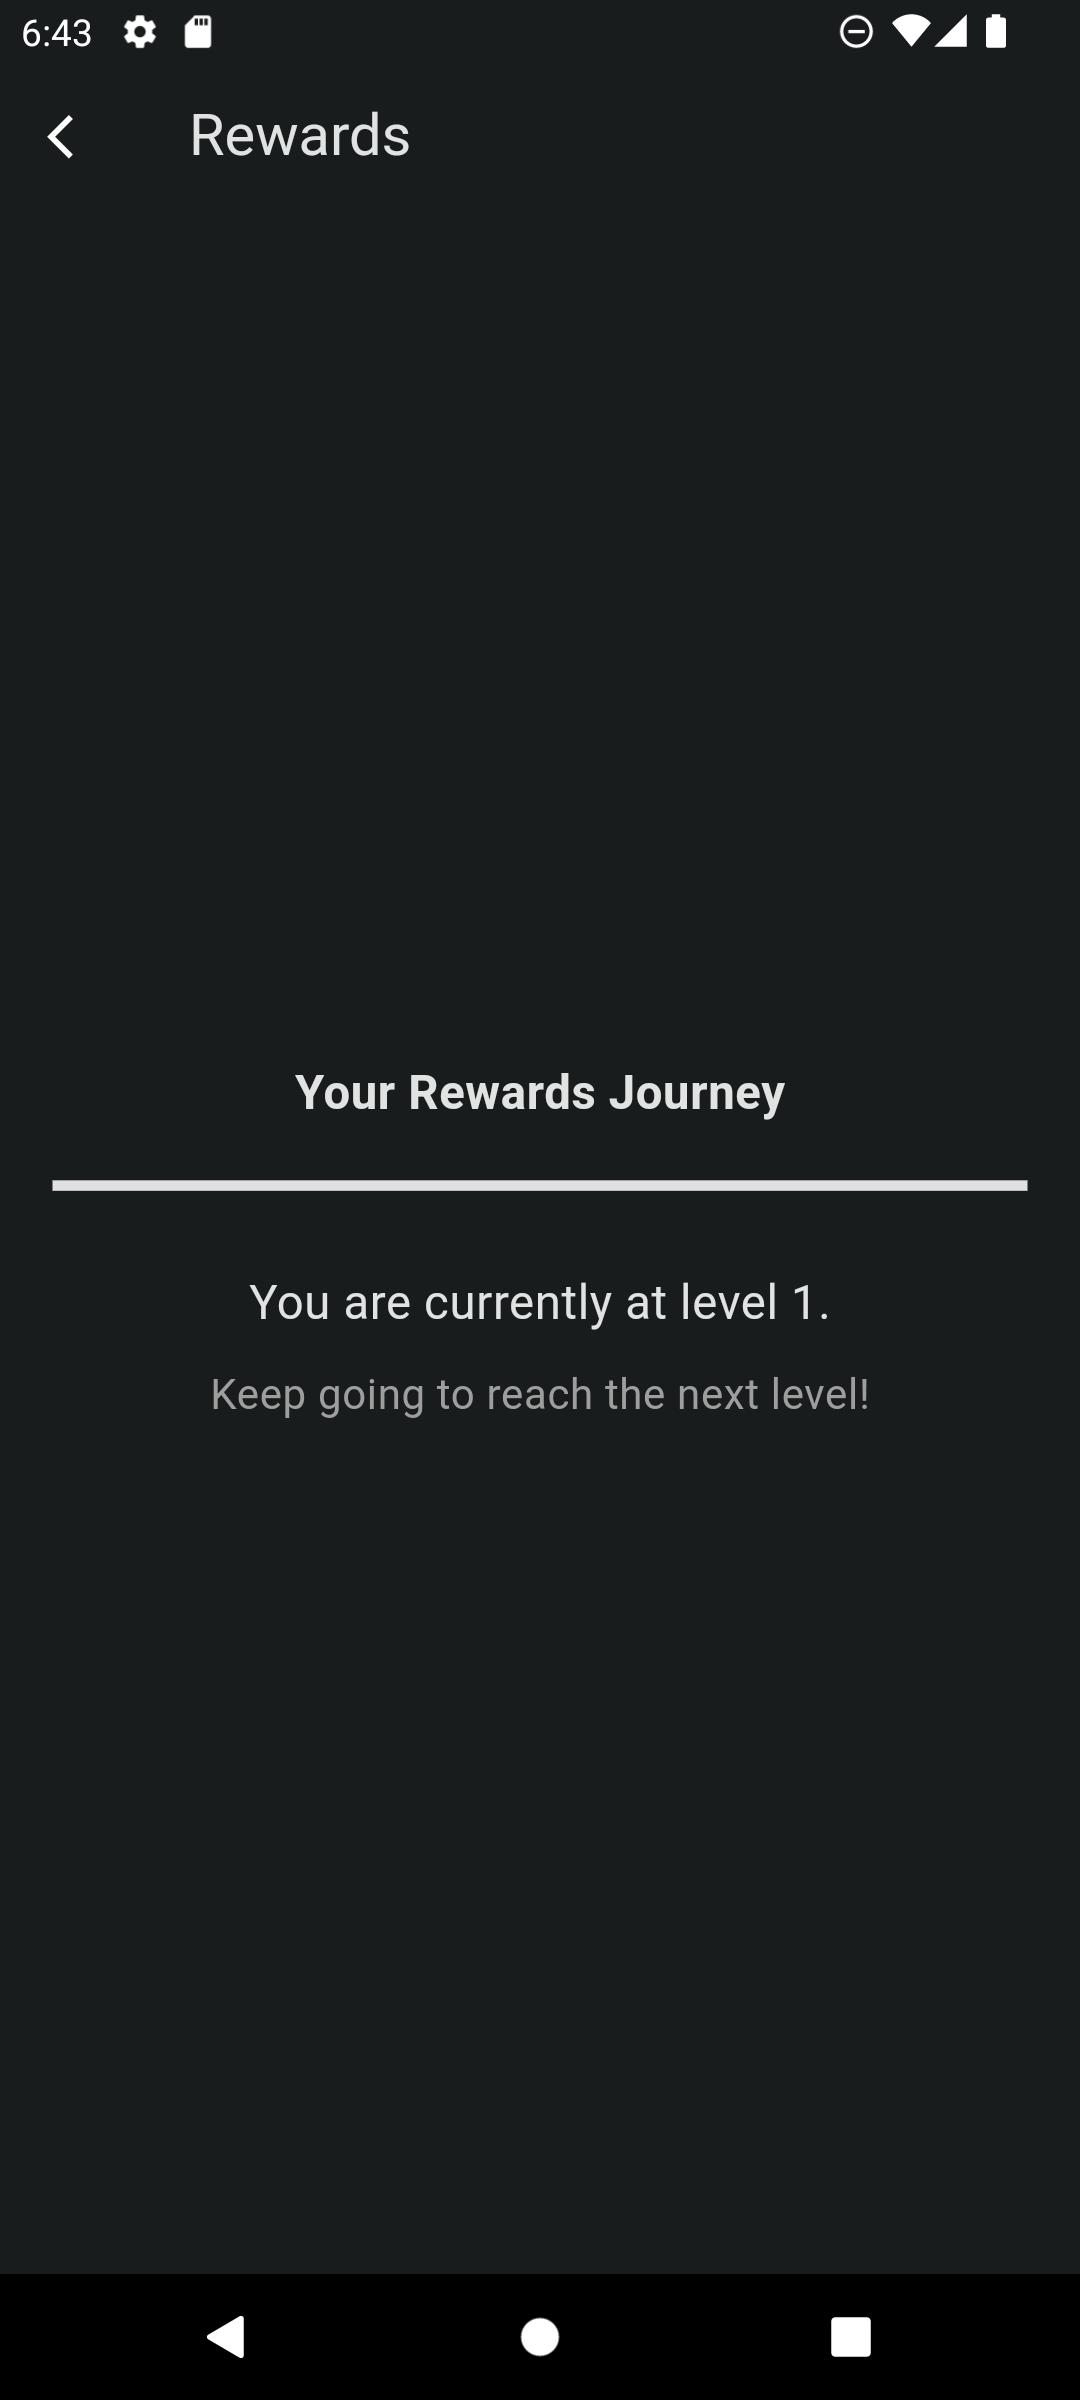 6:43
Rewards
Your Rewards Journey
You are currently at level 1.
Keep going to reach the next level!